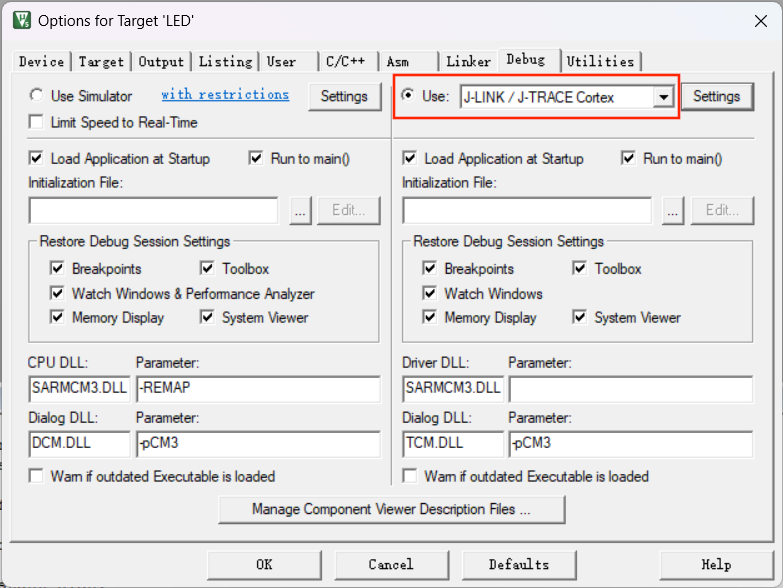 Options for Target 'LED'
Device Target Output Listing User C/C++ Asm Linker Debug Utilities
Use Simulator with restrictions Settings Use: J-LINK / J-TRACE Cortex Settings
Limit Speed to Real-Time
Load Application at Startup Run to main() Load Application at Startup Run to main()
Initialization File: Initialization File:
... Edit... ... Edit...
Restore Debug Session Settings Restore Debug Session Settings
Breakpoints Toolbox Breakpoints Toolbox
Watch Windows & Performance Analyzer Watch Windows
Memory Display System Viewer Memory Display System Viewer
CPU DLL: Parameter: Driver DLL: Parameter:
SARMCM3.DLL -REMAP SARMCM3.DLL
Dialog DLL: Parameter: Dialog DLL: Parameter:
DCM.DLL -pCM3 TCM.DLL -pCM3
Warn if outdated Executable is loaded Warn if outdated Executable is loaded
Manage Component Viewer Description Files ...
OK Cancel Defaults Help